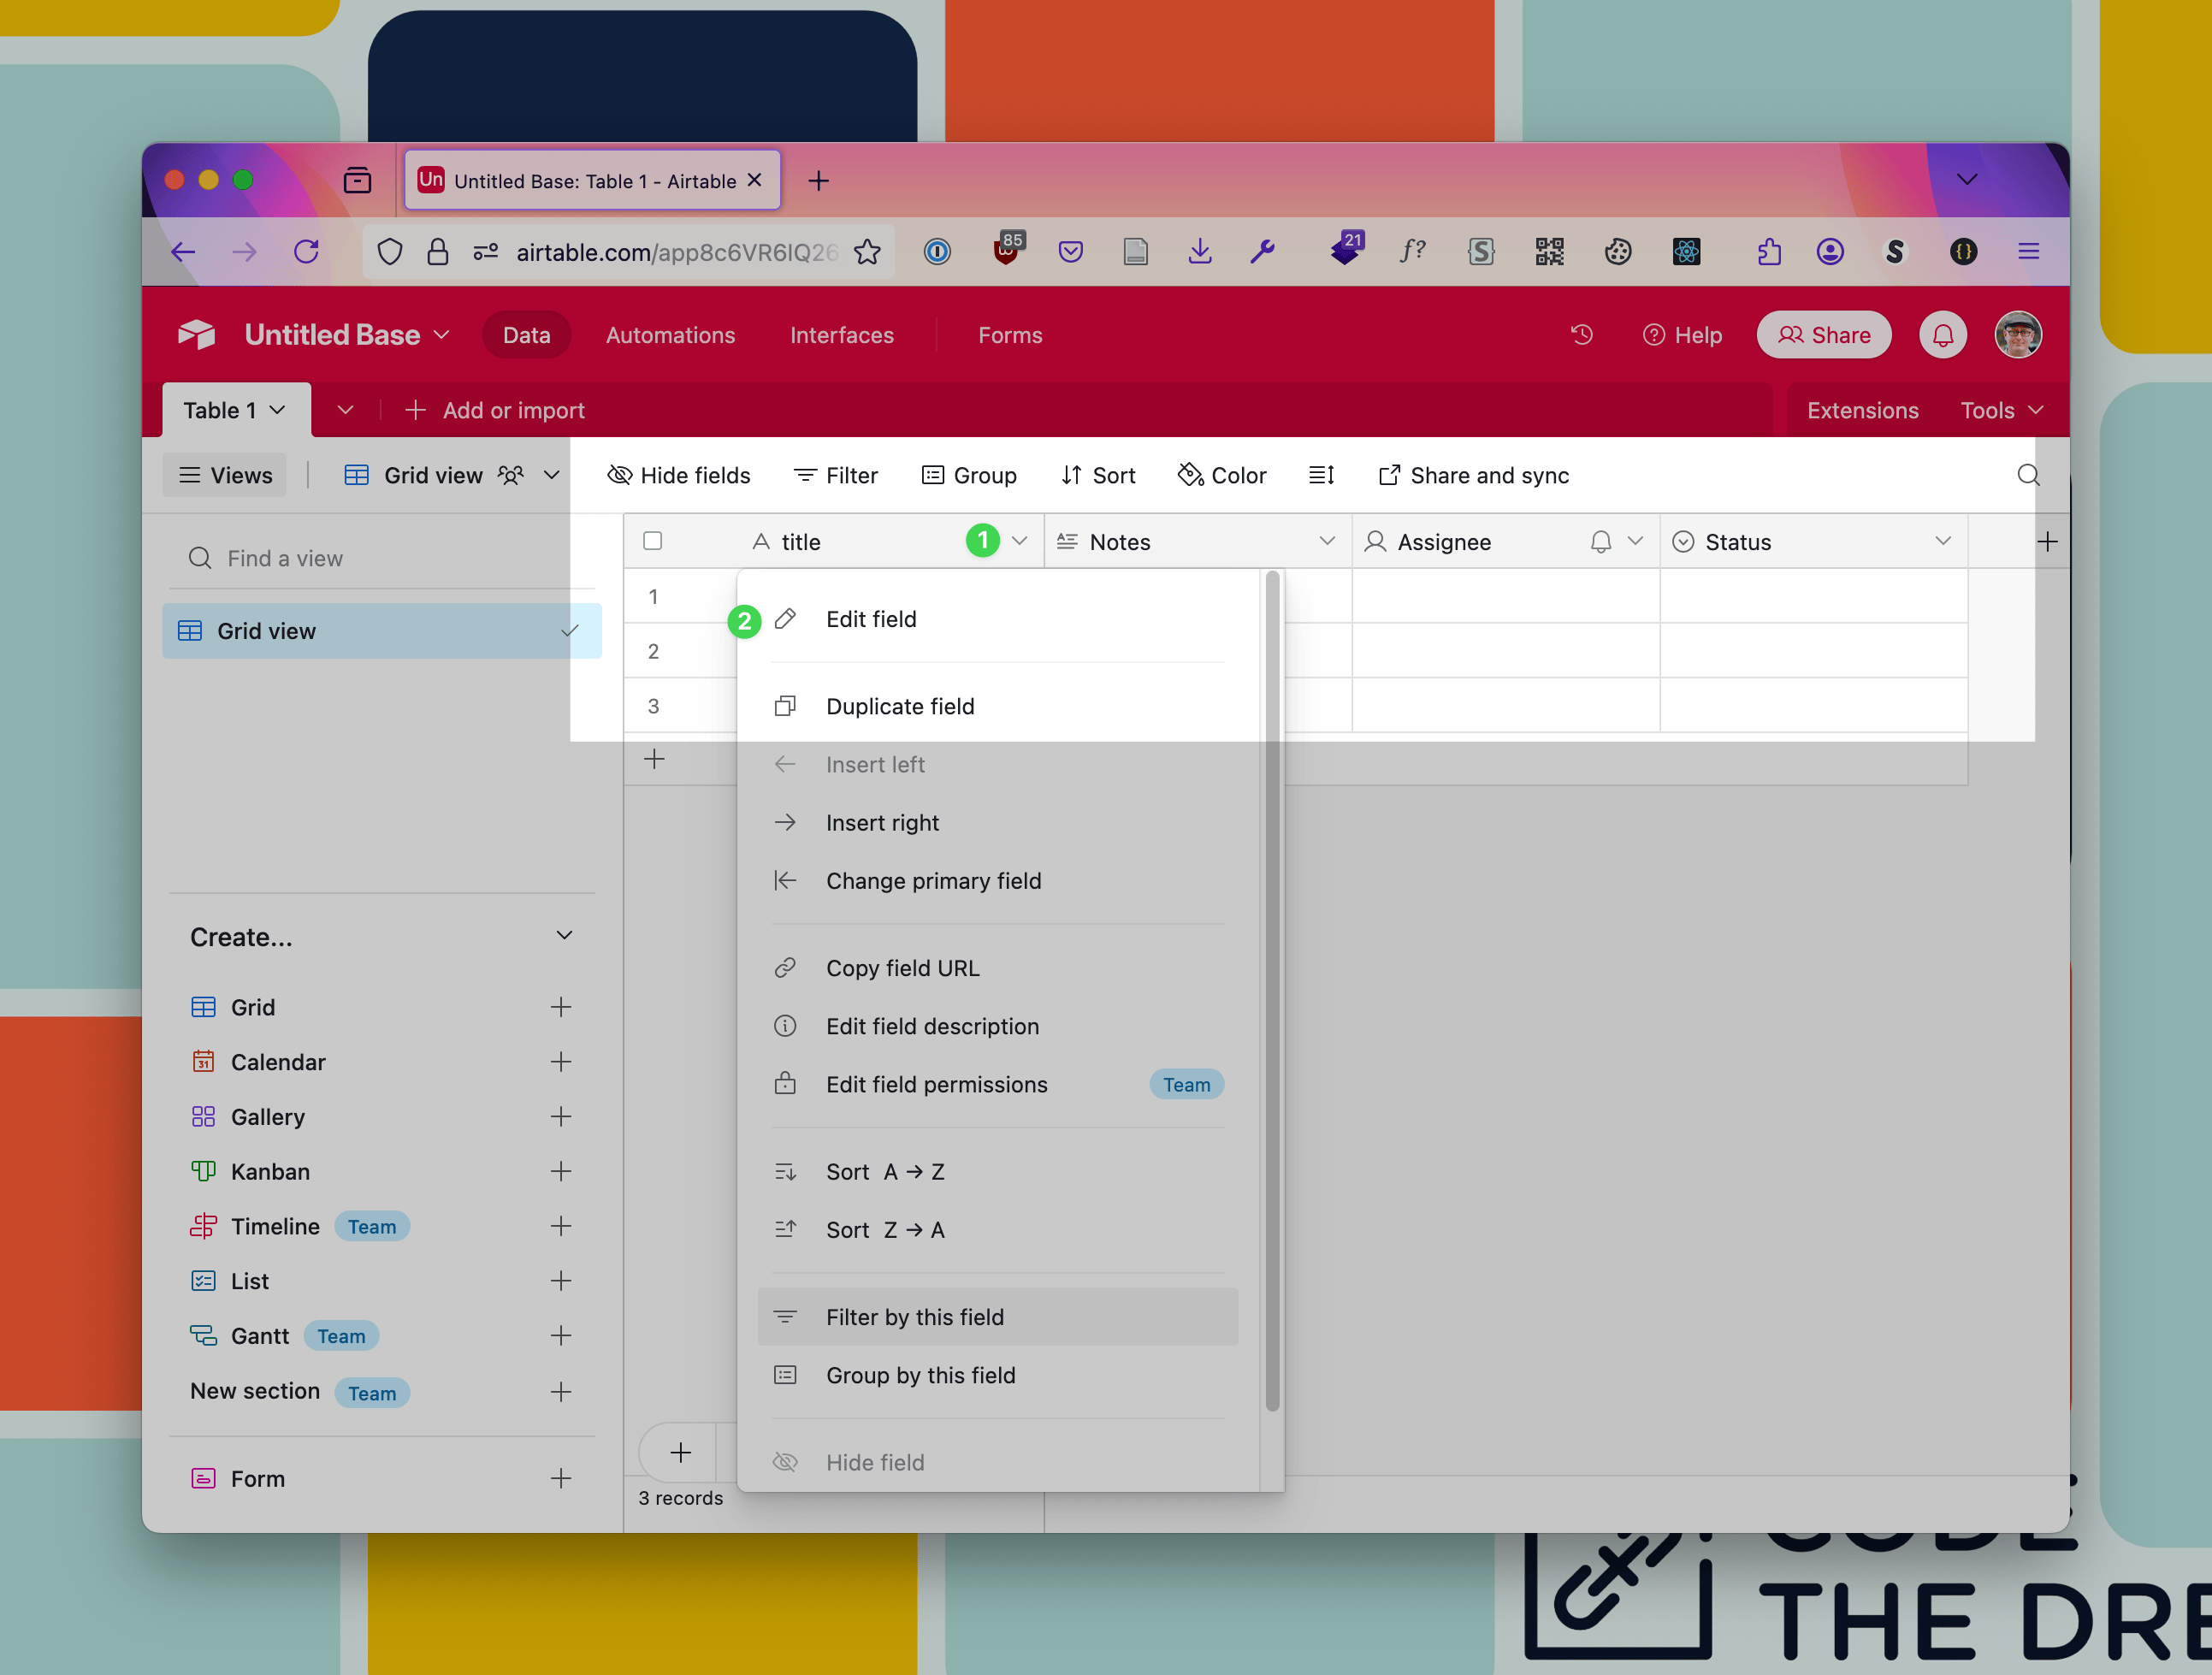 Un Untitled Base: Table 1 - Airtable
airtable.com/app8c6VR6IQ26
85
21
f?
S
S
{}
Untitled Base
Data
Automations
Interfaces
Forms
Help
Share
Table 1
Add or import
Extensions
Tools
Views
Grid view
Hide fields
Filter
Group
Sort
Color
Share and sync
Find a view
Grid view
title
1
Notes
Assignee
Status
1
2
3
2
Edit field
Duplicate field
Insert left
Insert right
Change primary field
Copy field URL
Edit field description
Edit field permissions Team
Sort A → Z
Sort Z → A
Filter by this field
Group by this field
Hide field
Create...
Grid
31 Calendar
Gallery
Kanban
Timeline Team
List
Gantt Team
New section Team
Form
3 records
CODE
THE DRE